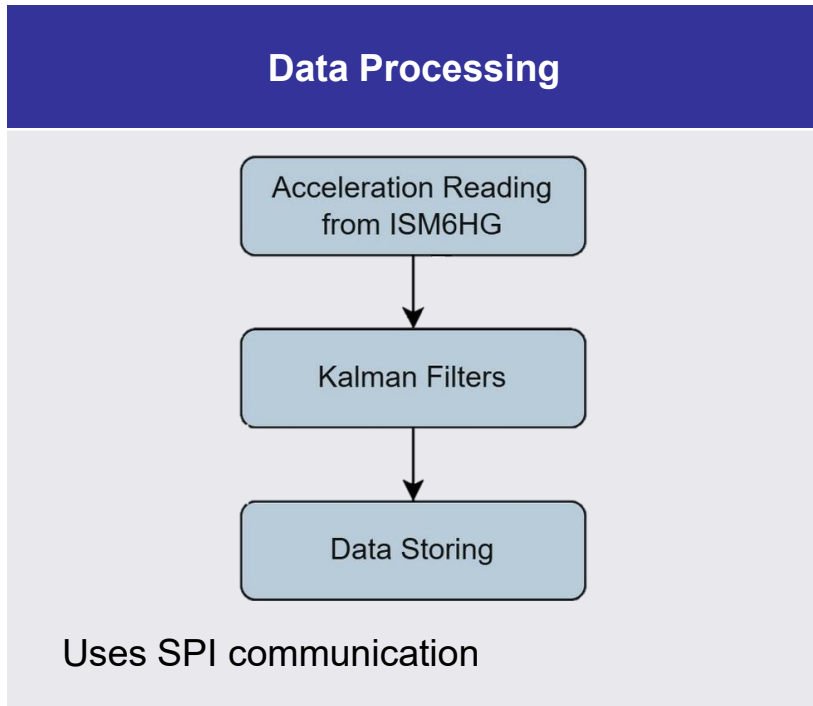 Data Processing
Acceleration Reading
from ISM6HG
Kalman Filters
Data Storing
Uses SPI communication